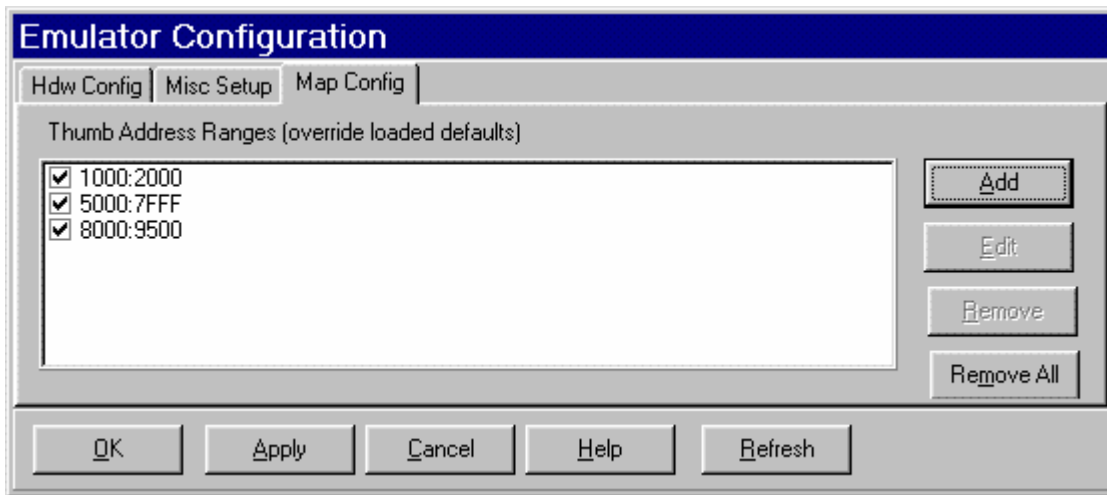 Emulator Configuration
Hdw Config Misc Setup Map Config
Thumb Address Ranges (override loaded defaults)
1000:2000
5000:7FFF
8000:9500
Add
Edit
Remove
Remove All
OK Apply Cancel Help Refresh